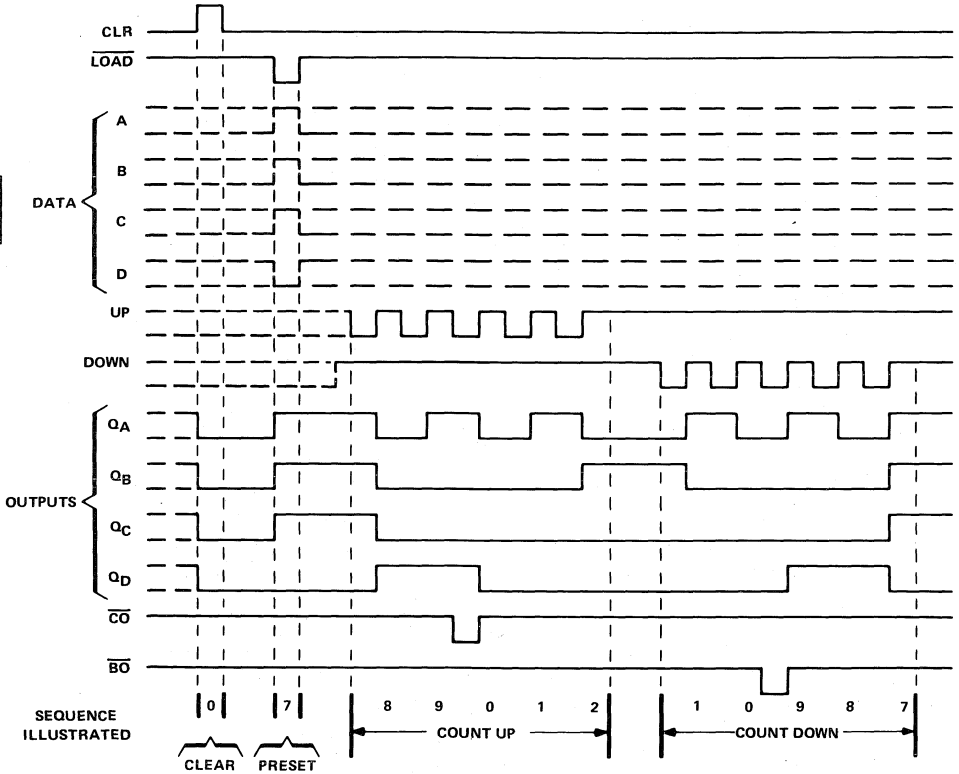 CLR
LOAD
A
B
DATA
C
D
UP
DOWN
QA
QB
OUTPUTS
QC
QD
CO
BO
SEQUENCE
ILLUSTRATED
0 7 8 9 0 1 2 1 0 9 8 7
COUNT UP COUNT DOWN
CLEAR PRESET